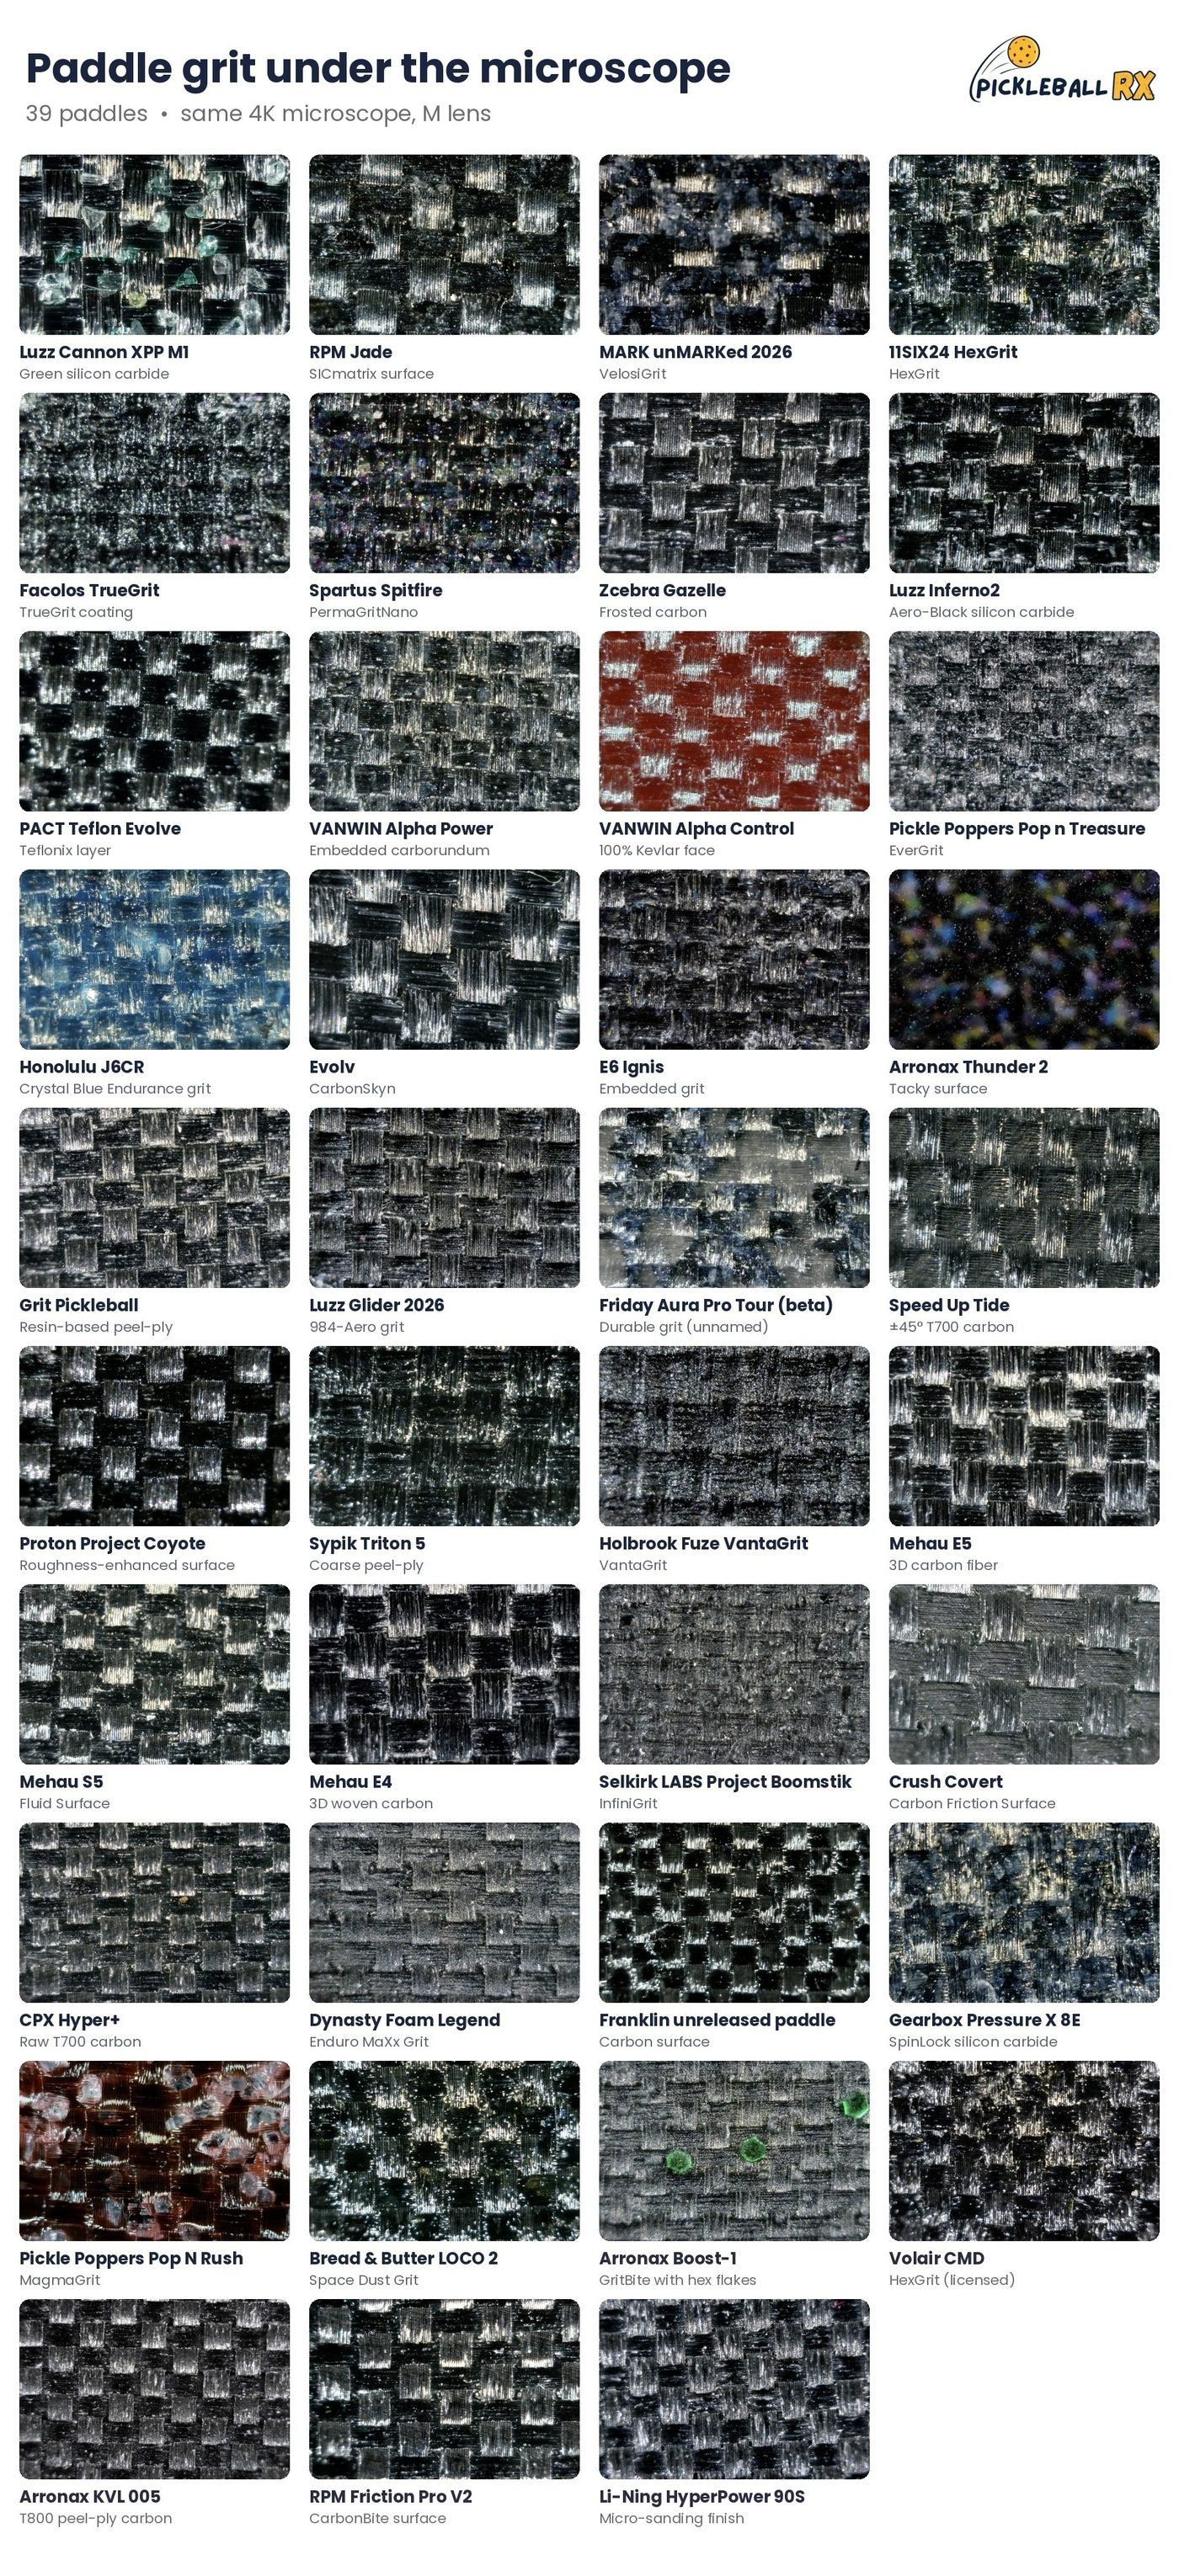 Paddle grit under the microscope
PICKLEBALL RX
39 paddles • same 4K microscope, M lens
Luzz Cannon XPP M1
Green silicon carbide
RPM Jade
SICmatrix surface
MARK unMARKed 2026
VelosiGrit
11SIX24 HexGrit
HexGrit
Facolos TrueGrit
TrueGrit coating
Spartus Spitfire
PermaGritNano
Zcebra Gazelle
Frosted carbon
Luzz Inferno2
Aero-Black silicon carbide
PACT Teflon Evolve
Teflonix layer
VANWIN Alpha Power
Embedded carborundum
VANWIN Alpha Control
100% Kevlar face
Pickle Poppers Pop n Treasure
EverGrit
Honolulu J6CR
Crystal Blue Endurance grit
Evolv
CarbonSkyn
E6 Ignis
Embedded grit
Arronax Thunder 2
Tacky surface
Grit Pickleball
Resin-based peel-ply
Luzz Glider 2026
984-Aero grit
Friday Aura Pro Tour (beta)
Durable grit (unnamed)
Speed Up Tide
±45° T700 carbon
Proton Project Coyote
Roughness-enhanced surface
Sypik Triton 5
Coarse peel-ply
Holbrook Fuze VantaGrit
VantaGrit
Mehau E5
3D carbon fiber
Mehau S5
Fluid Surface
Mehau E4
3D woven carbon
Selkirk LABS Project Boomstik
InfiniGrit
Crush Covert
Carbon Friction Surface
CPX Hyper+
Raw T700 carbon
Dynasty Foam Legend
Enduro MaXx Grit
Franklin unreleased paddle
Carbon surface
Gearbox Pressure X 8E
SpinLock silicon carbide
Pickle Poppers Pop N Rush
MagmaGrit
Bread & Butter LOCO 2
Space Dust Grit
Arronax Boost-1
GritBite with hex flakes
Volair CMD
HexGrit (licensed)
Arronax KVL 005
T800 peel-ply carbon
RPM Friction Pro V2
CarbonBite surface
Li-Ning HyperPower 90S
Micro-sanding finish